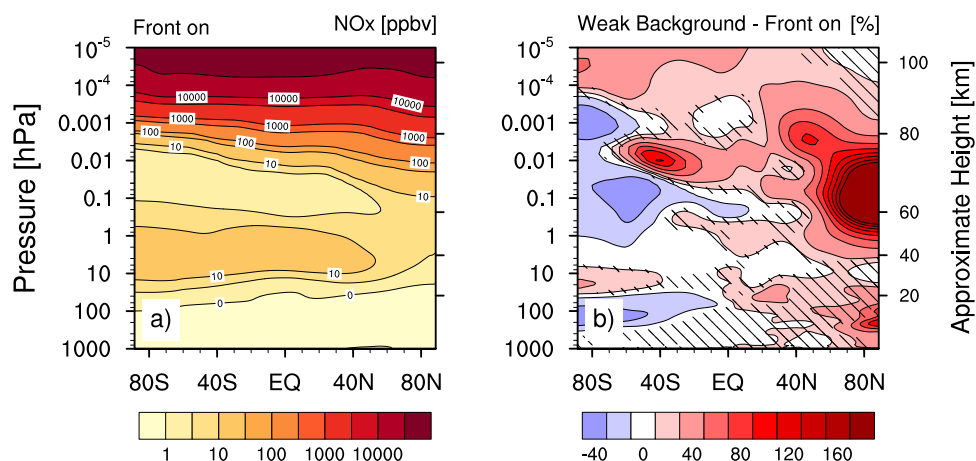 Front on NOx [ppbv]
Weak Background - Front on [%]
Pressure [hPa]
10-5
10-4
0.001
0.01
0.1
1
10
100
1000
10000 10000 10000
1000 1000 1000
100 100 100
10 10 10
10 10
0 0
a)
80S 40S EQ 40N 80N
1 10 100 1000 10000
b)
100
80
60
40
20
Approximate Height [km]
80S 40S EQ 40N 80N
-40 0 40 80 120 160